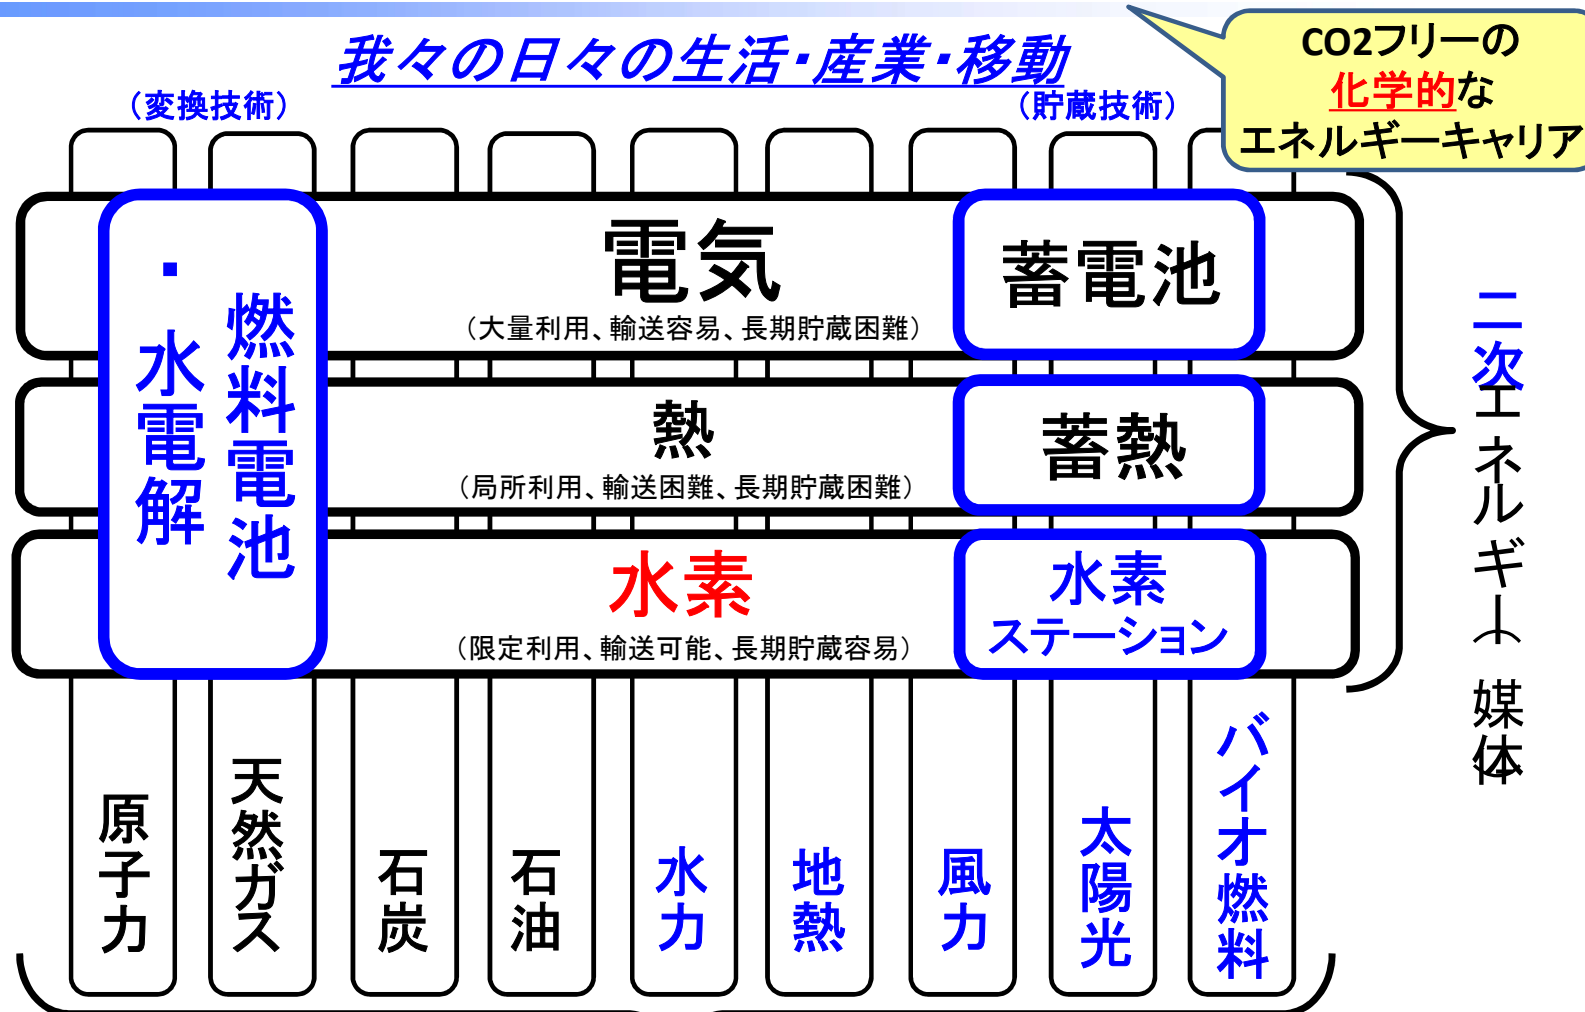 我々の日々の生活・産業・移動
CO2フリーの
化学的な
エネルギーキャリア
（変換技術）
（貯蔵技術）
燃料電池
・水電解
電気
（大量利用、輸送容易、長期貯蔵困難）
蓄電池
熱
（局所利用、輸送困難、長期貯蔵困難）
蓄熱
水素
（限定利用、輸送可能、長期貯蔵容易）
水素
ステーション
二次エネルギー（媒体）
原子力
天然ガス
石炭
石油
水力
地熱
風力
太陽光
バイオ燃料